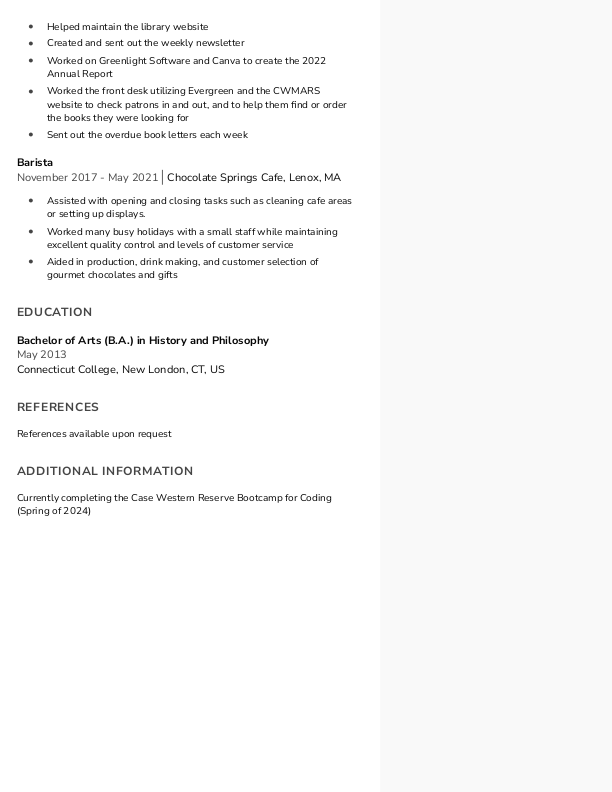 • Helped maintain the library website
• Created and sent out the weekly newsletter
• Worked on Greenlight Software and Canva to create the 2022
Annual Report
• Worked the front desk utilizing Evergreen and the CWMARS
website to check patrons in and out, and to help them find or order
the books they were looking for
• Sent out the overdue book letters each week
Barista
November 2017 - May 2021 | Chocolate Springs Cafe, Lenox, MA
• Assisted with opening and closing tasks such as cleaning cafe areas
or setting up displays.
• Worked many busy holidays with a small staff while maintaining
excellent quality control and levels of customer service
• Aided in production, drink making, and customer selection of
gourmet chocolates and gifts
EDUCATION
Bachelor of Arts (B.A.) in History and Philosophy
May 2013
Connecticut College, New London, CT, US
REFERENCES
References available upon request
ADDITIONAL INFORMATION
Currently completing the Case Western Reserve Bootcamp for Coding
(Spring of 2024)